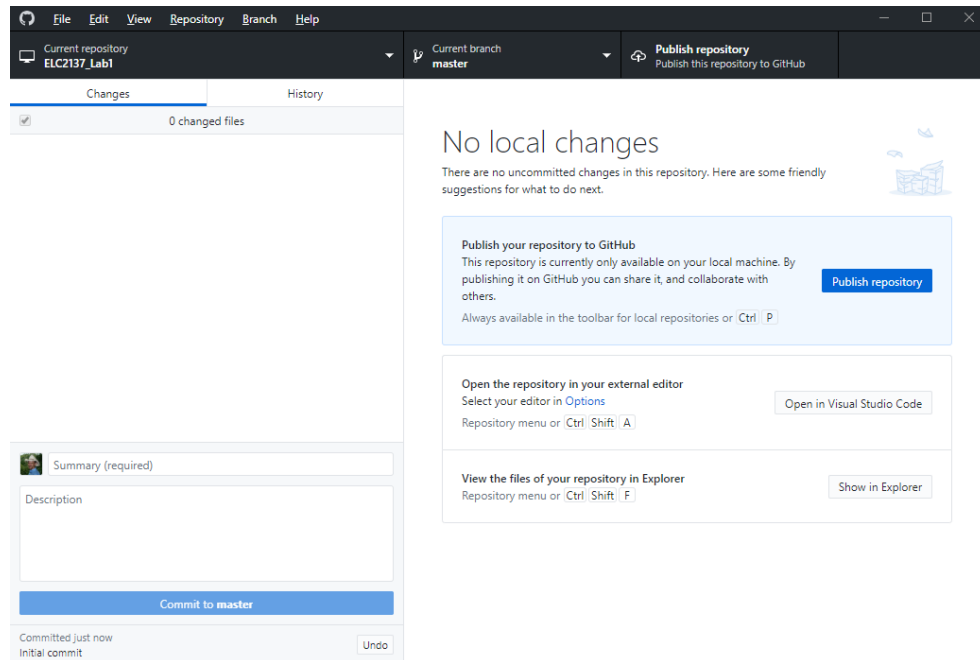 File Edit View Repository Branch Help
Current repository
ELC2137_Lab1
Current branch
master
Publish repository
Publish this repository to GitHub
Changes
History
0 changed files
No local changes
There are no uncommitted changes in this repository. Here are some friendly
suggestions for what to do next.
Publish your repository to GitHub
This repository is currently only available on your local machine. By
publishing it on GitHub you can share it, and collaborate with
others.
Always available in the toolbar for local repositories or Ctrl P
Publish repository
Open the repository in your external editor
Select your editor in Options
Repository menu or Ctrl Shift A
Open in Visual Studio Code
View the files of your repository in Explorer
Repository menu or Ctrl Shift F
Show in Explorer
Summary (required)
Description
Commit to master
Committed just now
Initial commit
Undo